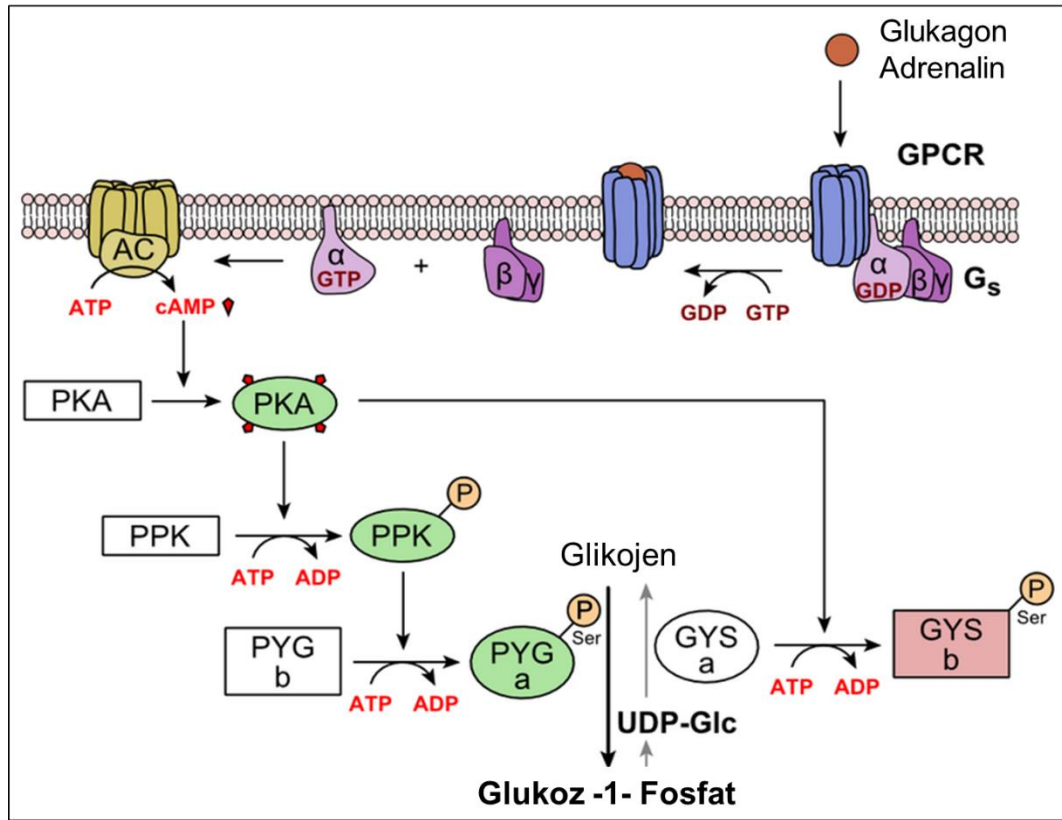 Glukagon
Adrenalin
GPCR
AC
α
GTP
+
β γ
α
GDP
β γ
Gs
ATP
cAMP
GDP
GTP
PKA
PKA
PPK
ATP
ADP
PPK
P
Glikojen
PYG
b
ATP
ADP
PYG
a
P
Ser
GYS
a
ATP
ADP
GYS
b
P
Ser
UDP-Glc
Glukoz -1- Fosfat